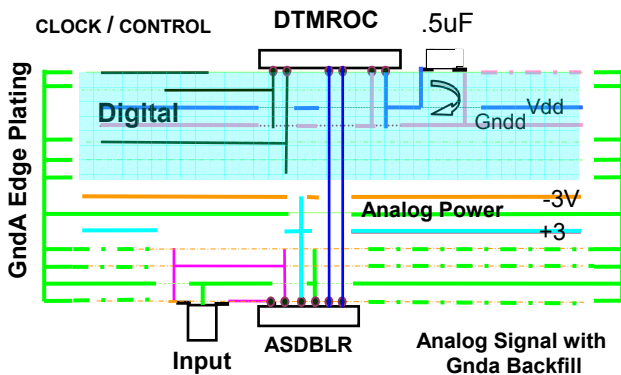 CLOCK / CONTROL
DTMROC
.5uF
GndA Edge Plating
Digital
Vdd
Gndd
-3V
Analog Power
+3
Input
ASDBLR
Analog Signal with
Gnda Backfill